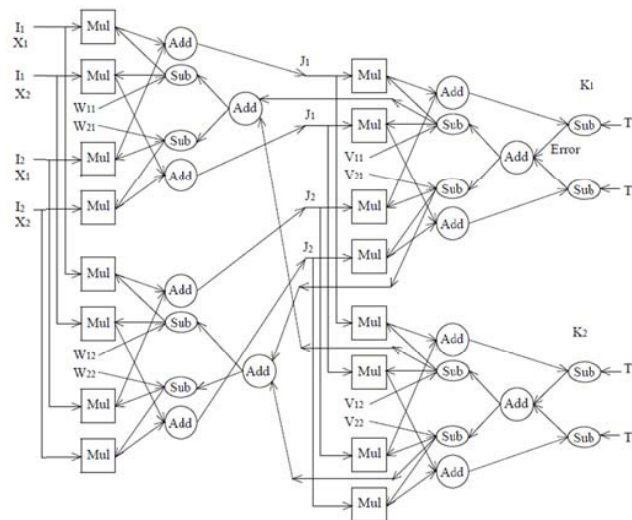 I1 Mul Add J1
X1 Mul K1
I1 Mul Sub Add Sub T
X2
W11 Add J1 Mul Sub
W21 Sub V11 Add Error
I2 Mul V21
X1 Add Mul Sub Sub T
I2 Mul J2 Add
X2 J2 Mul
Mul Add
Mul Sub Mul Add K2
W12
W22 Add Mul Sub Sub T
Mul Sub V12 Add
Add V22
Mul Mul Sub Sub T
Add
Mul